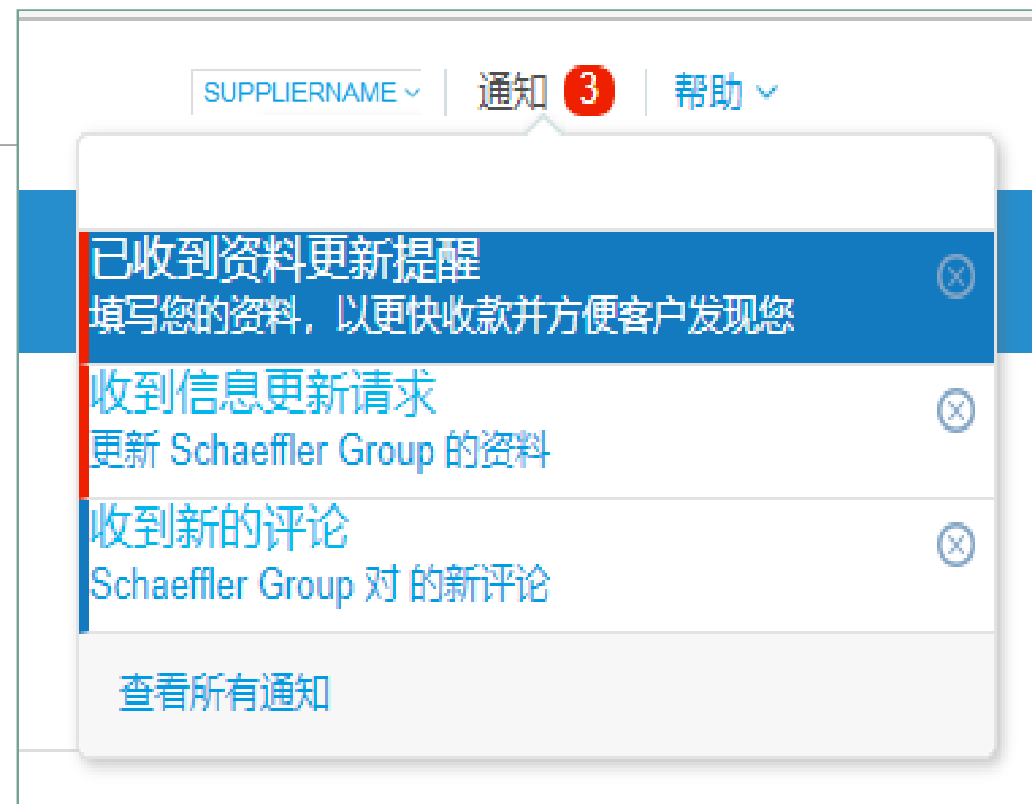 SUPPLIERNAME 通知 3 帮助
已收到资料更新提醒
填写您的资料，以更快收款并方便客户发现您
收到信息更新请求
更新 Schaeffler Group 的资料
收到新的评论
Schaeffler Group 对 的新评论
查看所有通知